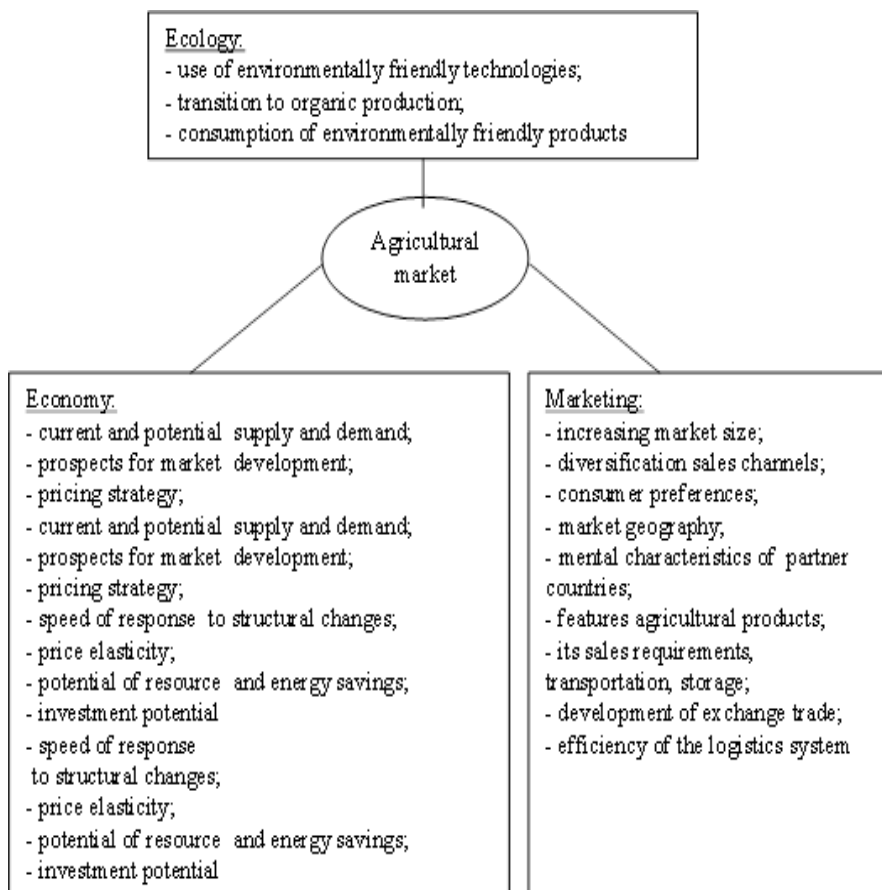 Ecology:
- use of environmentally friendly technologies;
- transition to organic production;
- consumption of environmentally friendly products
Agricultural
market
Economy:
- current and potential supply and demand;
- prospects for market development;
- pricing strategy;
- current and potential supply and demand;
- prospects for market development;
- pricing strategy;
- speed of response to structural changes;
- price elasticity;
- potential of resource and energy savings;
- investment potential
- speed of response
to structural changes;
- price elasticity;
- potential of resource and energy savings;
- investment potential
Marketing:
- increasing market size;
- diversification sales channels;
- consumer preferences;
- market geography;
- mental characteristics of partner
countries;
- features agricultural products;
- its sales requirements,
transportation, storage;
- development of exchange trade;
- efficiency of the logistics system